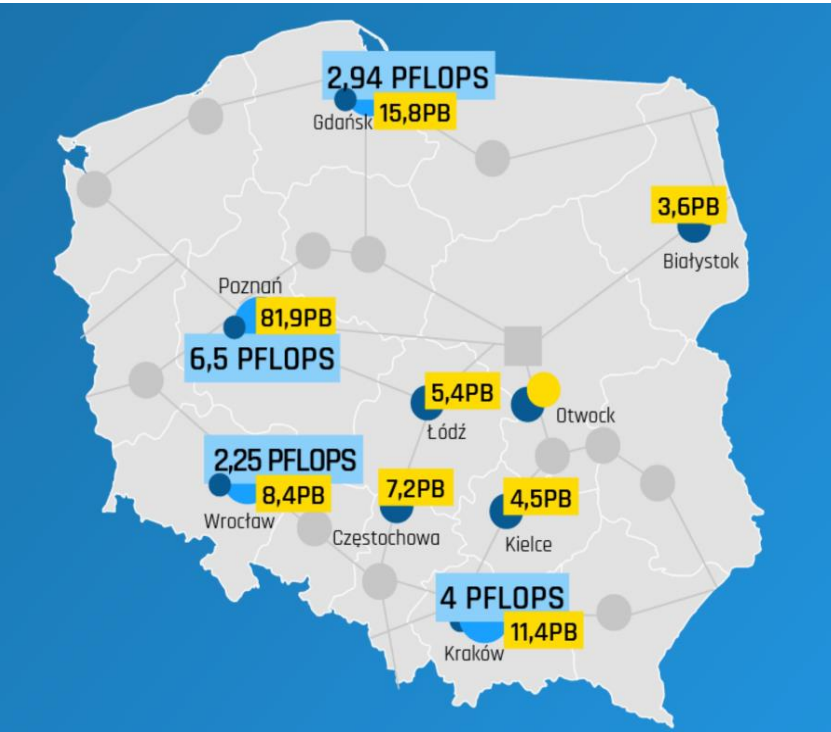 2,94 PFLOPS
15,8PB
Gdańsk
3,6PB
Białystok
Poznań
81,9PB
6,5 PFLOPS
5,4PB
Łódź
Otwock
2,25 PFLOPS
8,4PB
Wrocław
7,2PB
Częstochowa
4,5PB
Kielce
4 PFLOPS
11,4PB
Kraków